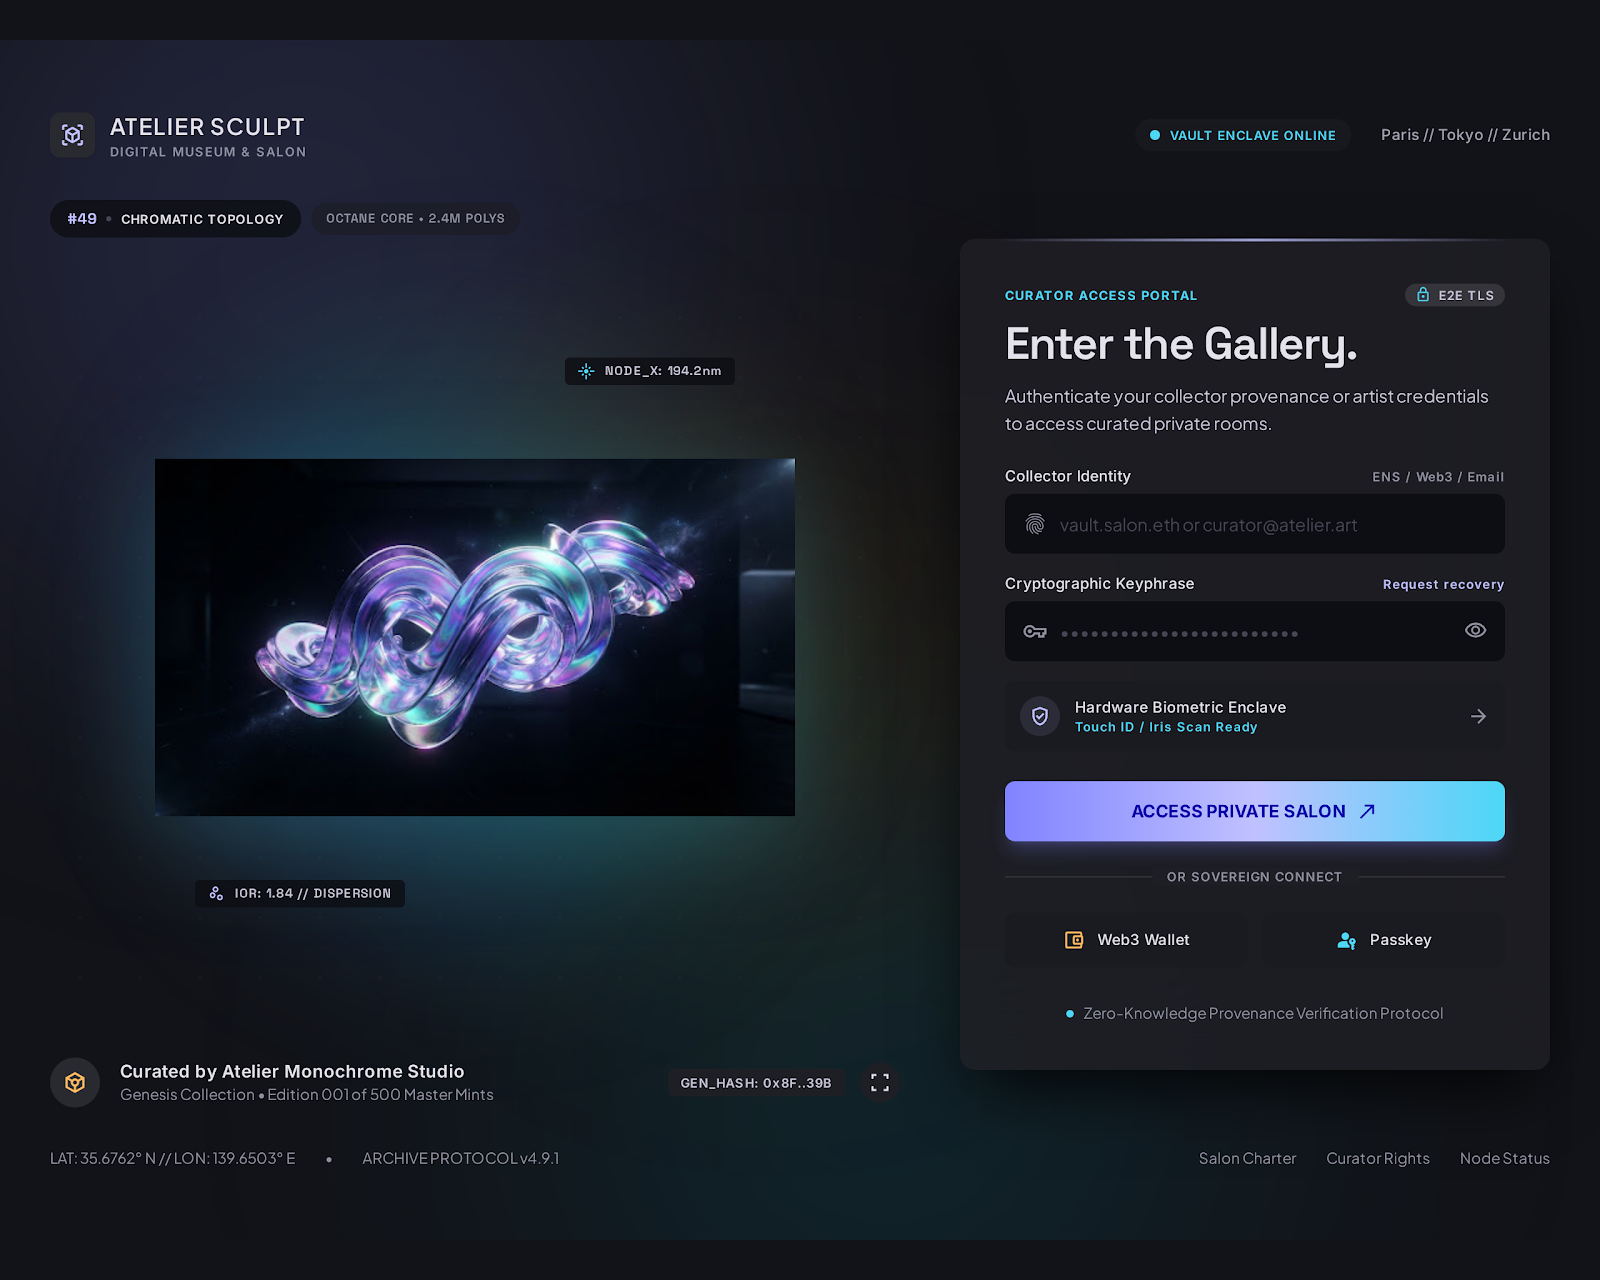 ATELIER SCULPT
DIGITAL MUSEUM & SALON
VAULT ENCLAVE ONLINE
Paris // Tokyo // Zurich
#49 • CHROMATIC TOPOLOGY
OCTANE CORE • 2.4M POLYS
NODE_X: 194.2nm
IOR: 1.84 // DISPERSION
CURATOR ACCESS PORTAL
E2E TLS
Enter the Gallery.
Authenticate your collector provenance or artist credentials
to access curated private rooms.
Collector Identity
ENS / Web3 / Email
vault.salon.eth or curator@atelier.art
Cryptographic Keyphrase
Request recovery
••••••••••••••••••••••••
Hardware Biometric Enclave
Touch ID / Iris Scan Ready
ACCESS PRIVATE SALON
OR SOVEREIGN CONNECT
Web3 Wallet
Passkey
Zero-Knowledge Provenance Verification Protocol
Curated by Atelier Monochrome Studio
Genesis Collection • Edition 001 of 500 Master Mints
GEN_HASH: 0x8F..39B
LAT: 35.6762° N // LON: 139.6503° E • ARCHIVE PROTOCOL v4.9.1
Salon Charter
Curator Rights
Node Status